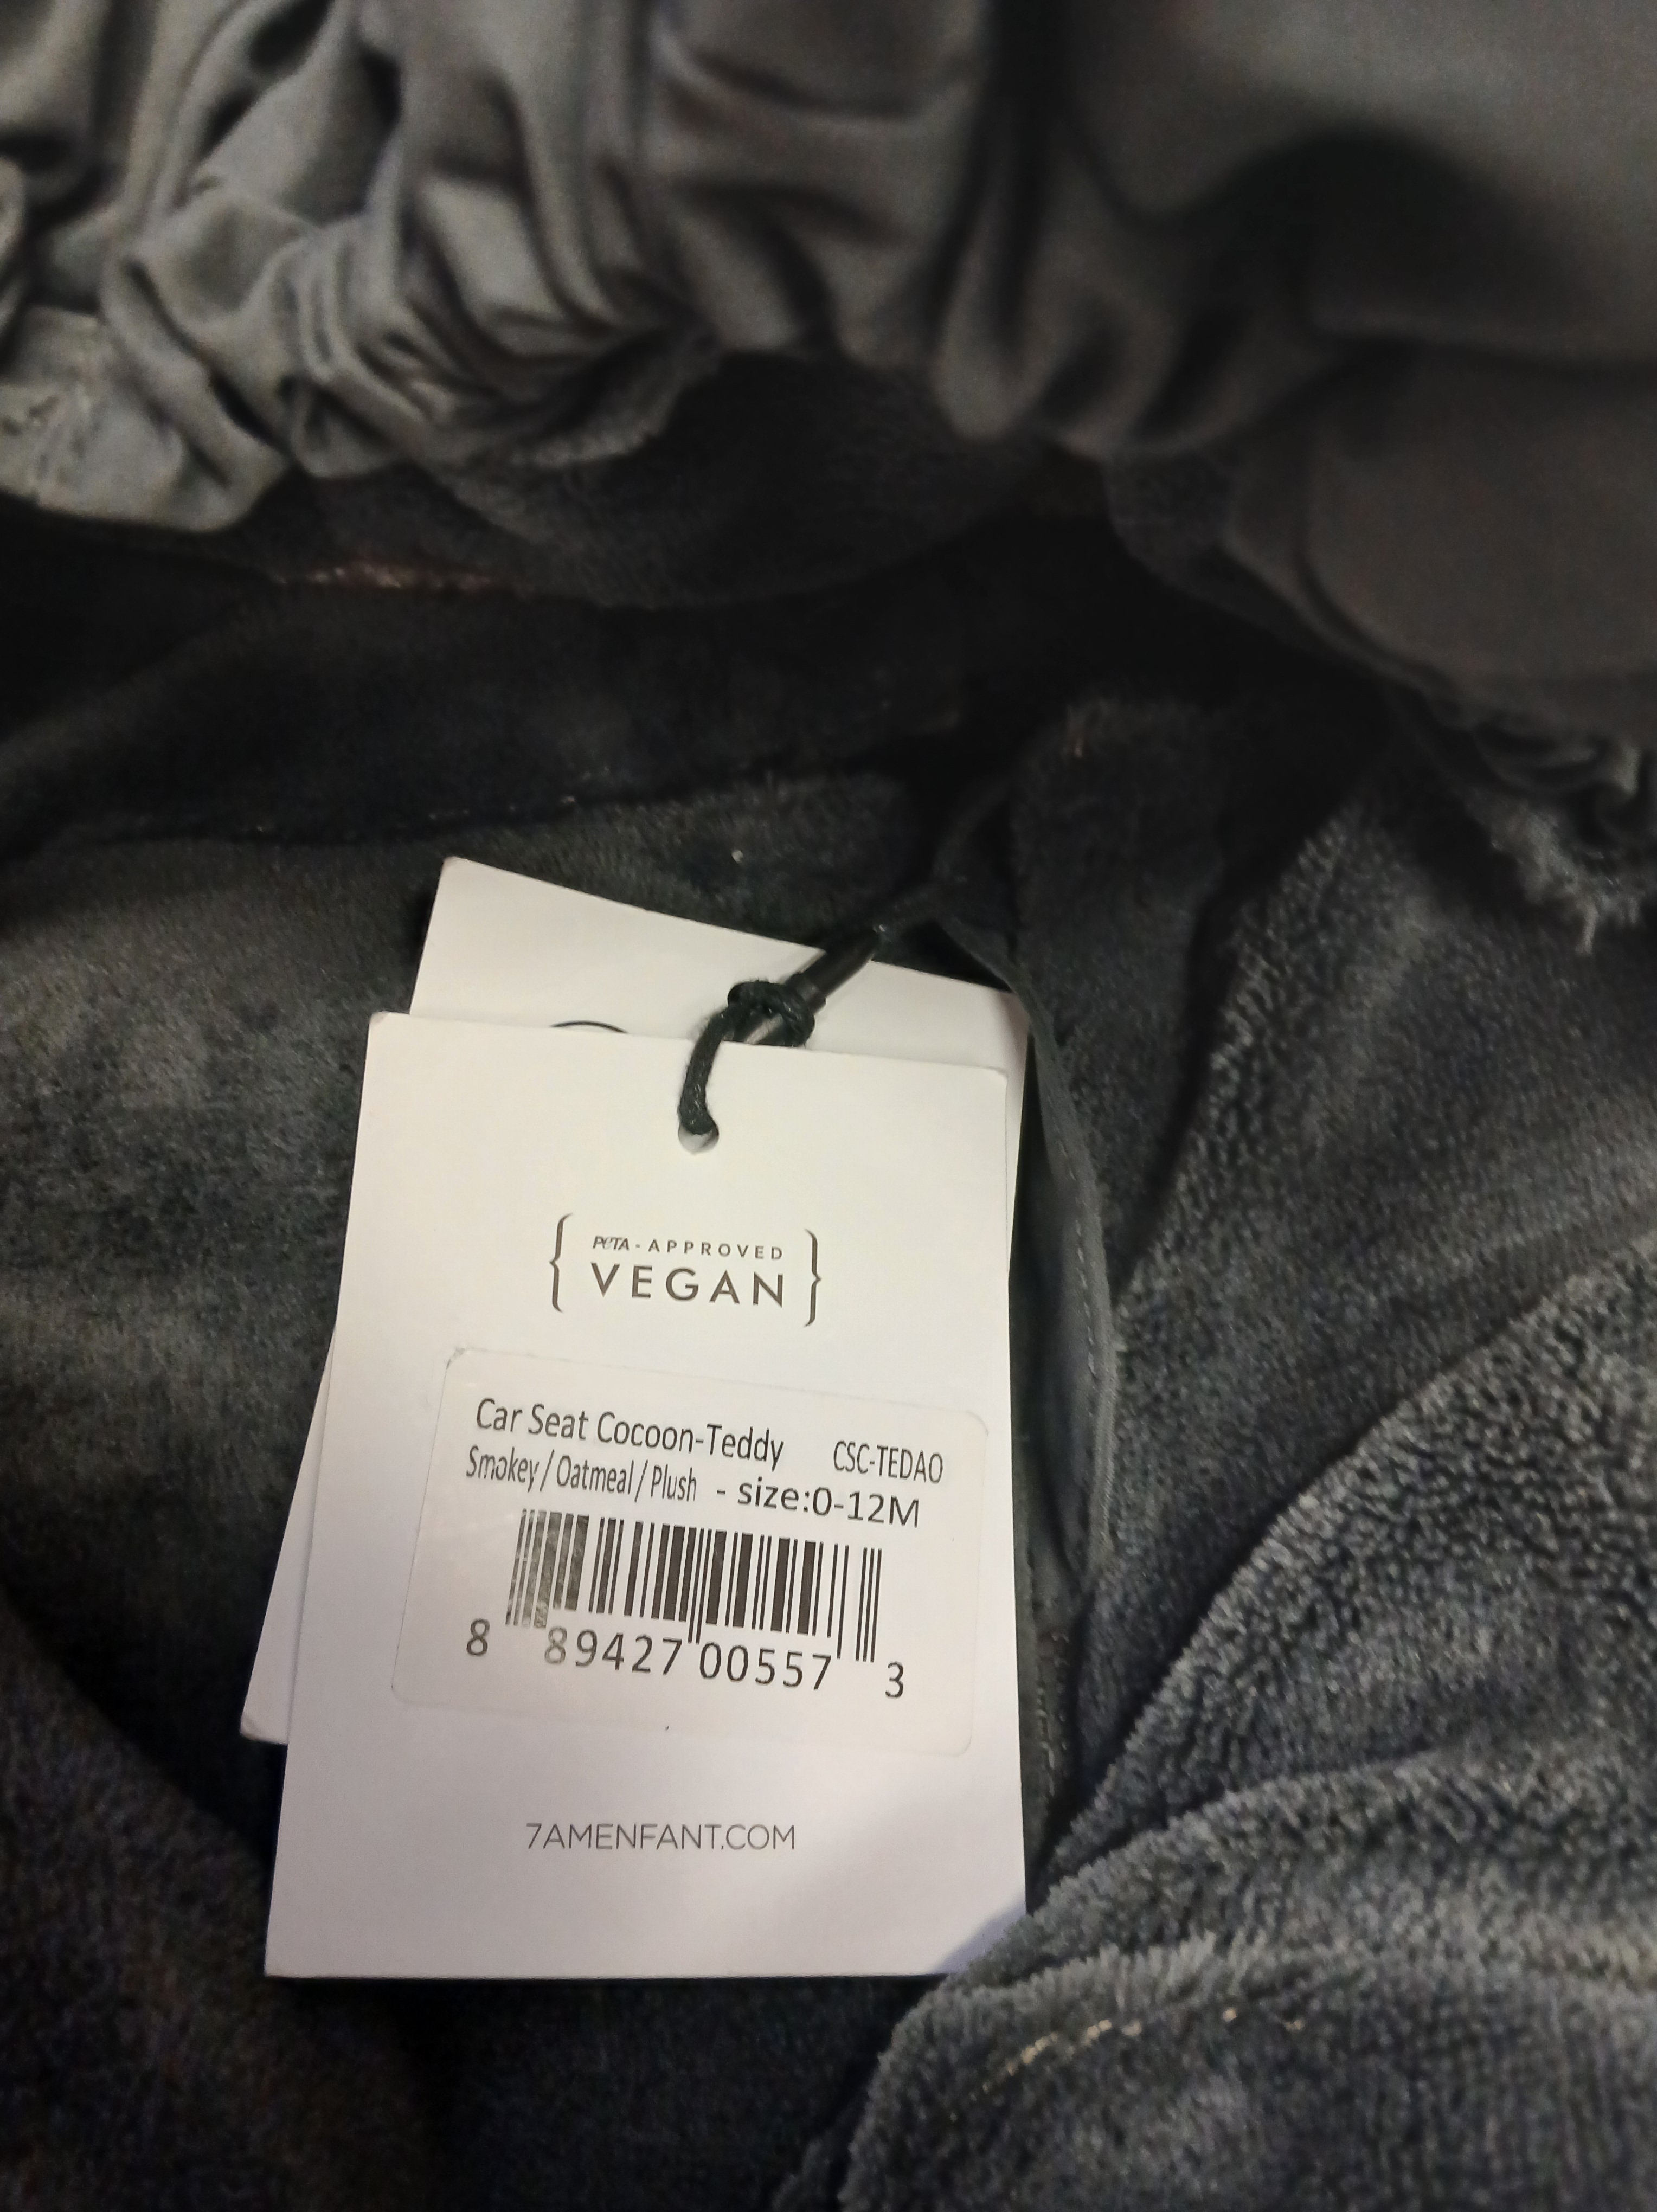 PETA - APPROVED
VEGAN
Car Seat Cocoon-Teddy CSC-TEDAO
Smokey / Oatmeal / Plush - size:0-12M
8 89427 00557 3
7AMENFANT.COM